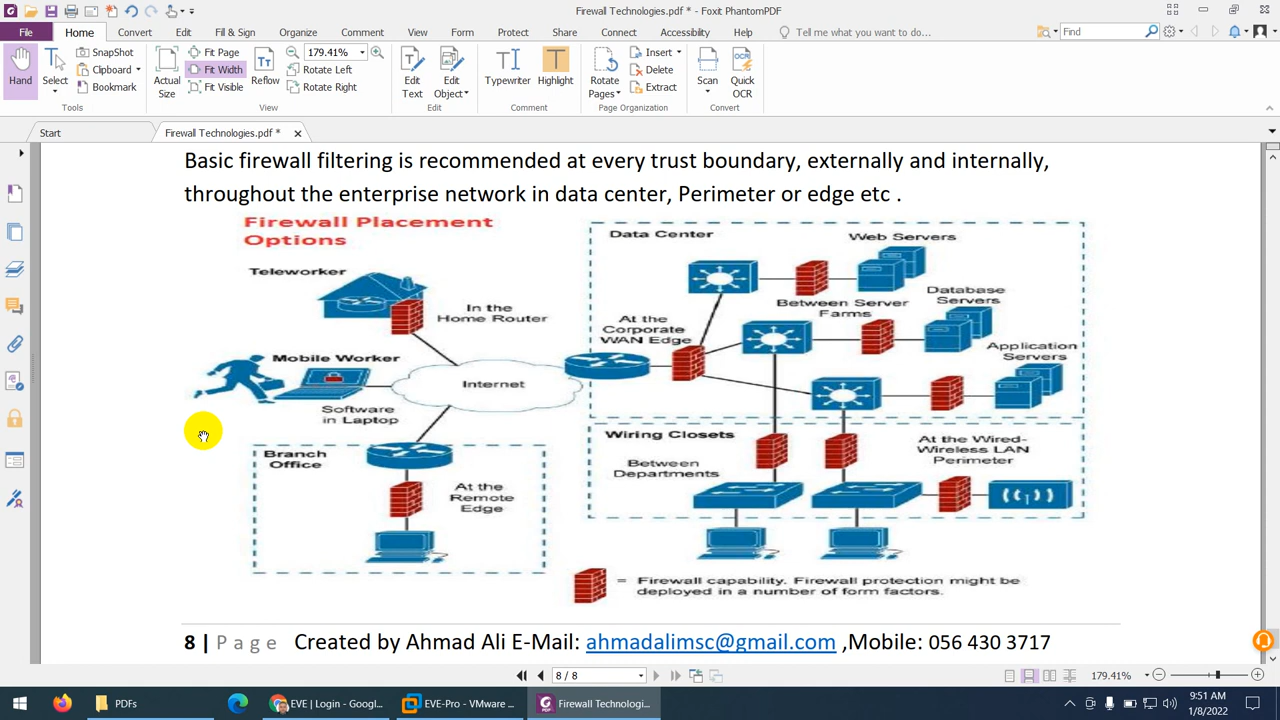 Firewall Technologies.pdf * - Foxit PhantomPDF
File Home Convert Fill & Sign Organize Comment View Form Protect Share Connect Accessibility Help Tell me what you want to do... Find
Hand
Select
SnapShot
Clipboard
Bookmark
Tools
Actual Size
Fit Page
Fit Width
Fit Visible
Reflow
179.41%
Rotate Left
Rotate Right
View
Edit Text
Edit Object
Edit
Typewriter
Highlight
Comment
Rotate Pages
Insert
Delete
Extract
Page Organization
Scan
Quick OCR
Convert
Start
Firewall Technologies.pdf *
Basic firewall filtering is recommended at every trust boundary, externally and internally,
throughout the enterprise network in data center, Perimeter or edge etc .
Firewall Placement
Options
Teleworker
In the
Home Router
Mobile Worker
Software
in Laptop
Internet
Branch
Office
At the
Remote
Edge
Data Center
Web Servers
Between Server
Farms
Database
Servers
At the
Corporate
WAN Edge
Application
Servers
Wiring Closets
Between
Departments
At the Wired-
Wireless LAN
Perimeter
= Firewall capability. Firewall protection might be
deployed in a number of form factors.
8 | Page Created by Ahmad Ali E-Mail: ahmadalimsc@gmail.com ,Mobile: 056 430 3717
8 / 8
179.41%
PDFs
EVE | Login - Googl...
EVE-Pro - VMware ...
Firewall Technologi...
9:51 AM
1/8/2022